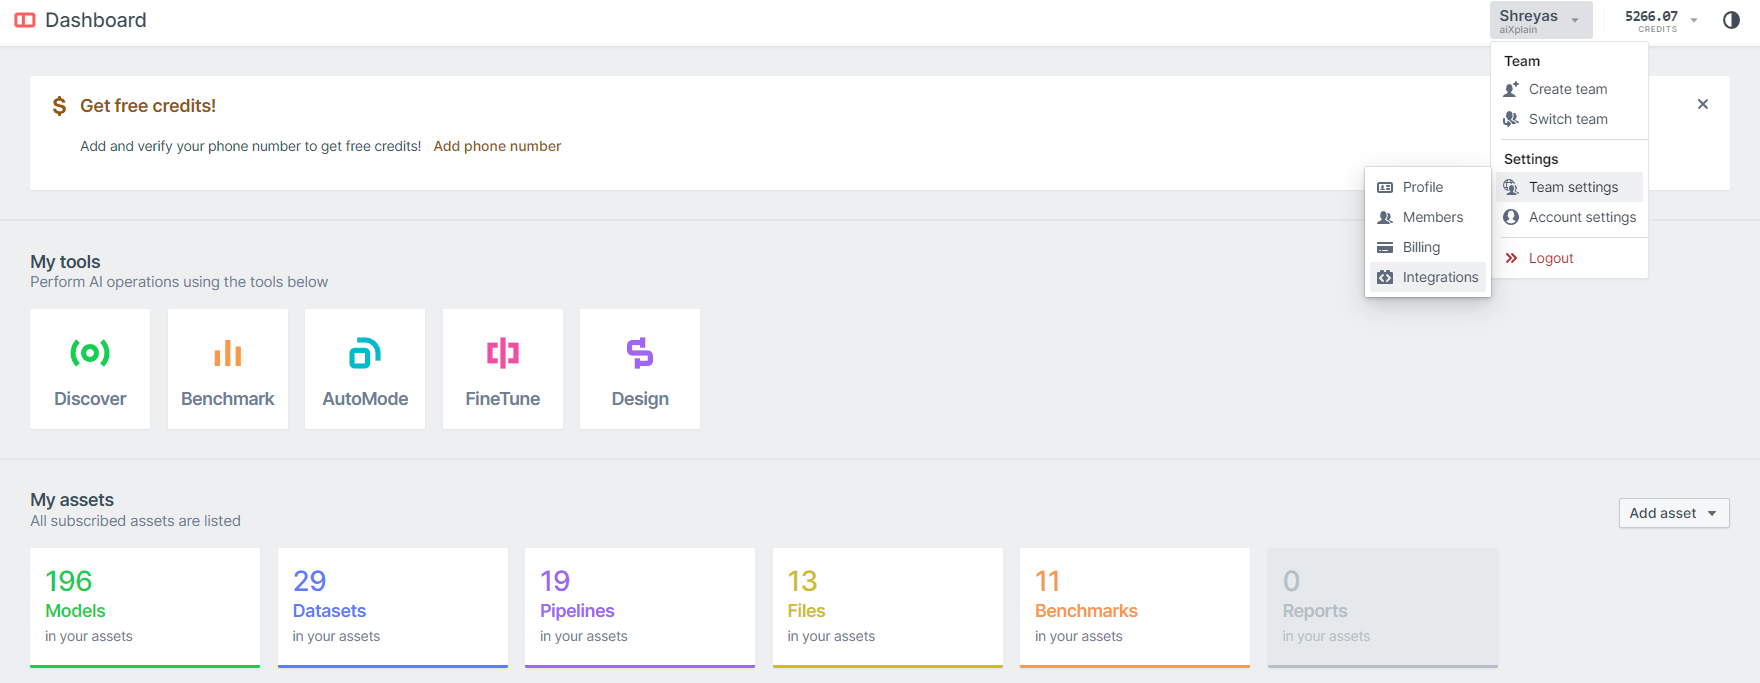 Dashboard
Shreyas
aiXplain
5266.07
CREDITS
Team
Create team
Switch team
Settings
Team settings
Account settings
Logout
Profile
Members
Billing
Integrations
$ Get free credits!
Add and verify your phone number to get free credits! Add phone number
My tools
Perform AI operations using the tools below
Discover
Benchmark
AutoMode
FineTune
Design
My assets
All subscribed assets are listed
Add asset
196
Models
in your assets
29
Datasets
in your assets
19
Pipelines
in your assets
13
Files
in your assets
11
Benchmarks
in your assets
0
Reports
in your assets